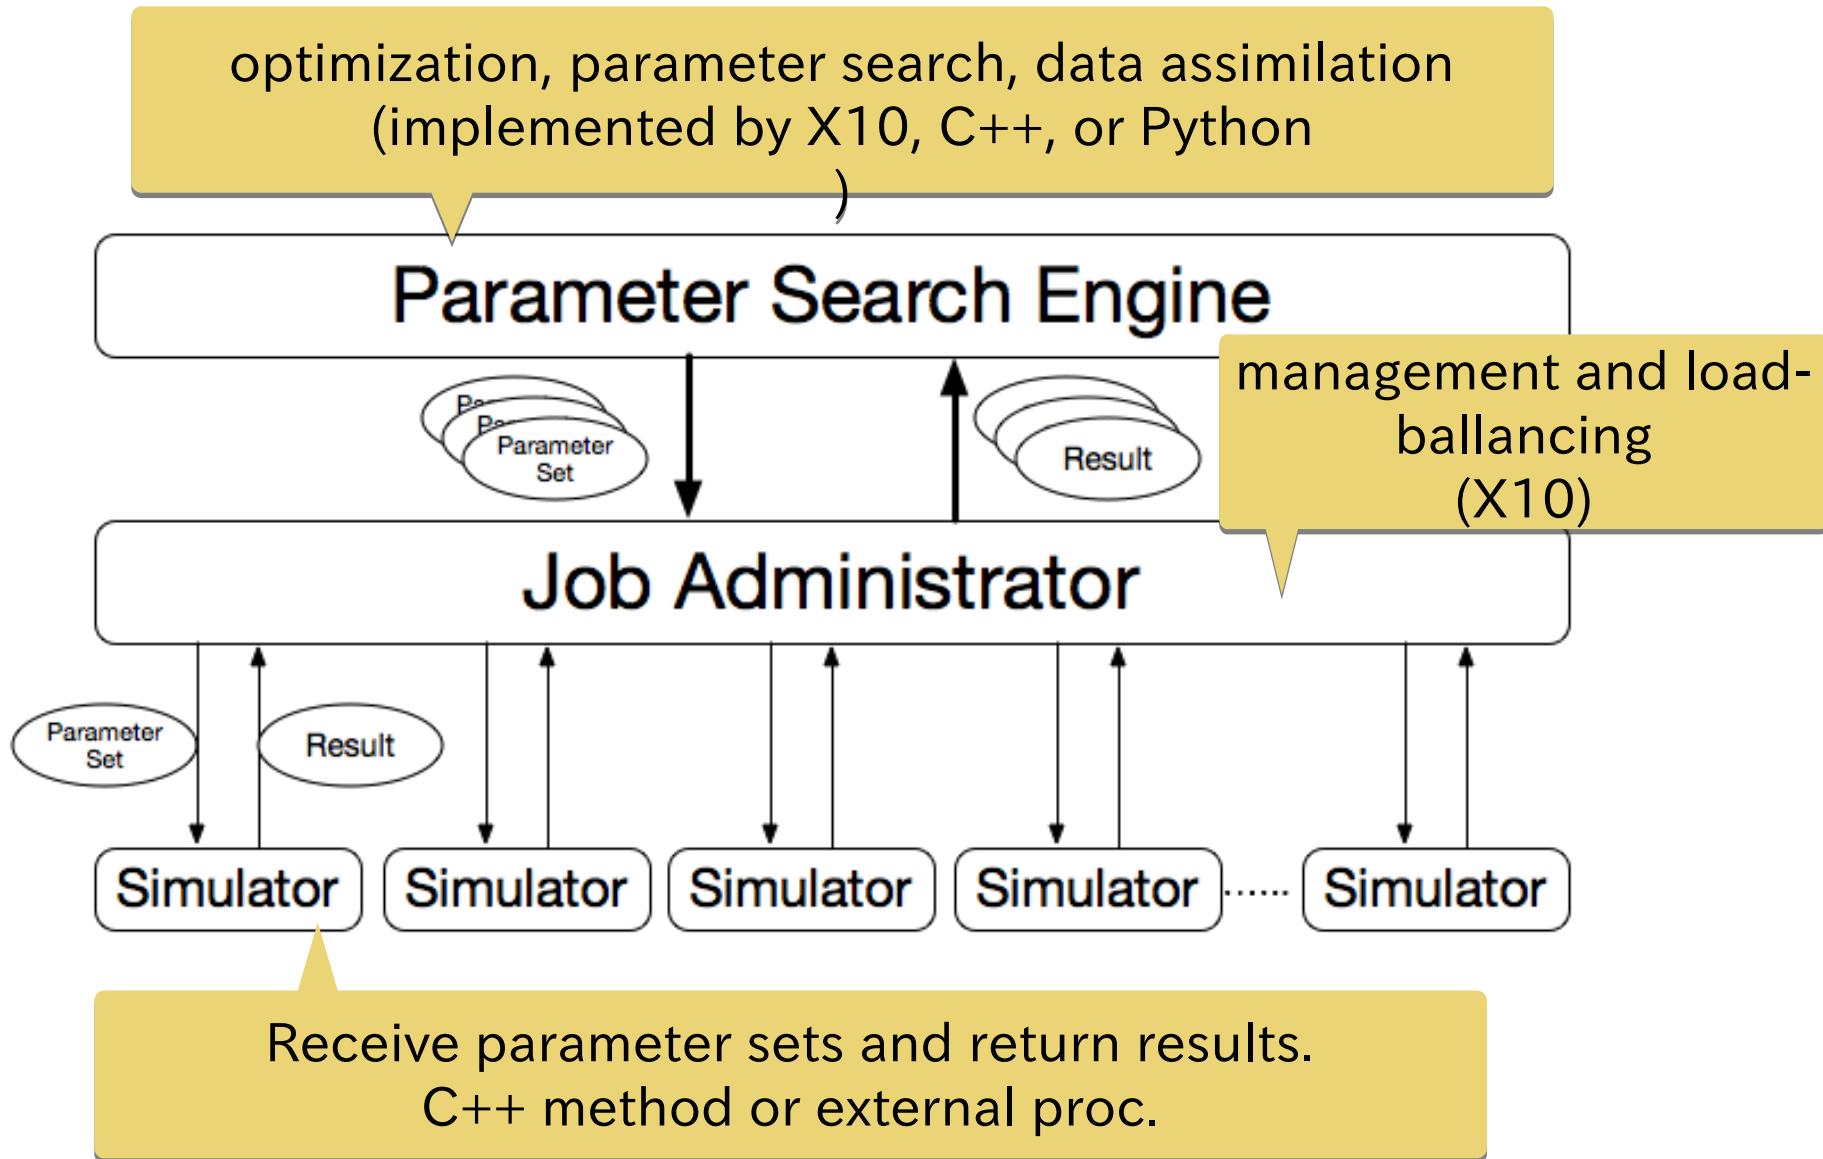 optimization, parameter search, data assimilation
(implemented by X10, C++, or Python
)
Parameter Search Engine
management and load-
ballancing
(X10)
Pa
Pa
Parameter
Set
Result
Job Administrator
Parameter
Set
Result
Simulator
Simulator
Simulator
Simulator
......
Simulator
Receive parameter sets and return results.
C++ method or external proc.